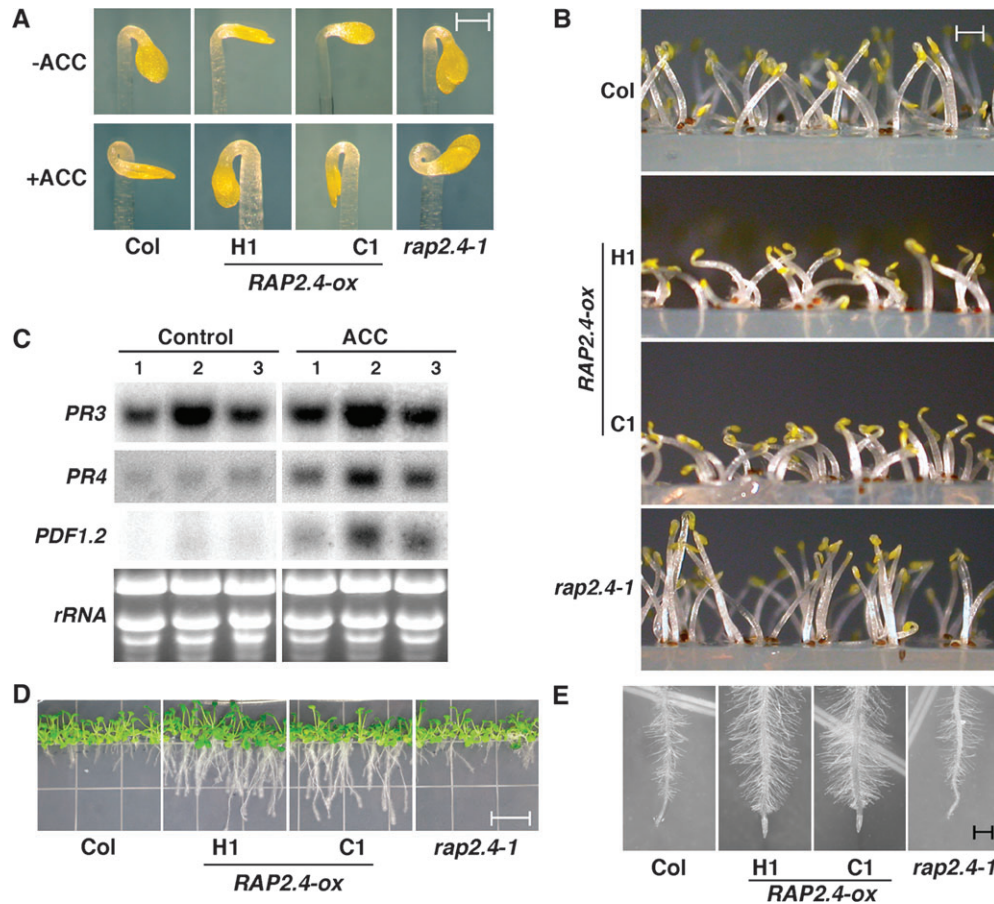 A
-ACC
+ACC
Col
H1
C1
rap2.4-1
RAP2.4-ox
B
Col
H1
RAP2.4-ox
C1
rap2.4-1
C
Control
ACC
1 2 3 1 2 3
PR3
PR4
PDF1.2
rRNA
D
Col
H1
C1
rap2.4-1
RAP2.4-ox
E
Col
H1
C1
rap2.4-1
RAP2.4-ox